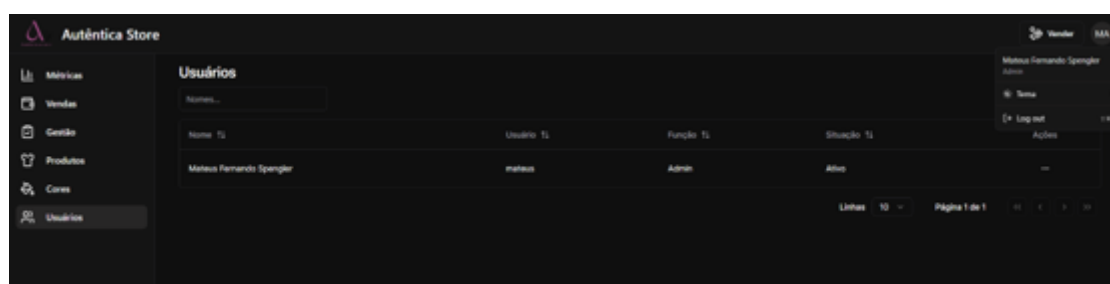 Autêntica Store
Vender
MA
Métricas
Vendas
Gestão
Produtos
Cores
Usuários
Usuários
Nomes...
Mateus Fernando Spengler
Admin
Tema
Log out
Nome Usuário Função Situação Ações
Mateus Fernando Spengler mateus Admin Ativo ...
Linhas 10 Página 1 de 1